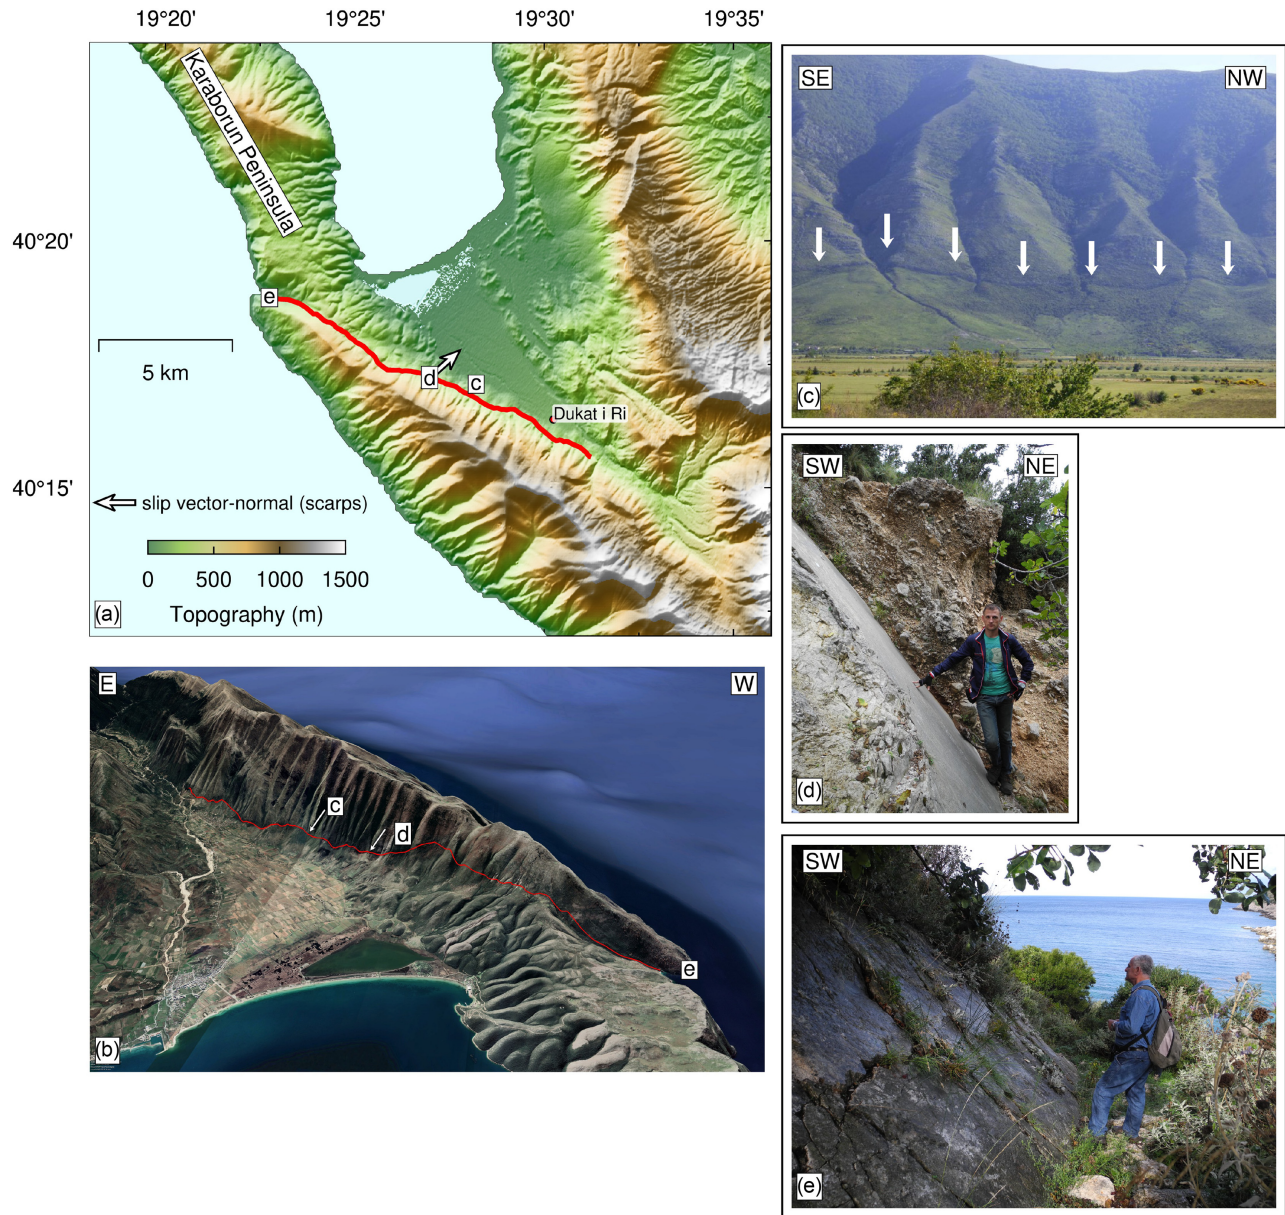 19°20'
19°25'
19°30'
19°35'
40°20'
40°15'
Karaborun Peninsula
e
d
c
Dukat i Ri
5 km
slip vector-normal (scarps)
0 500 1000 1500
Topography (m)
(a)
E
W
c
d
e
(b)
SE
NW
(c)
SW
NE
(d)
SW
NE
(e)